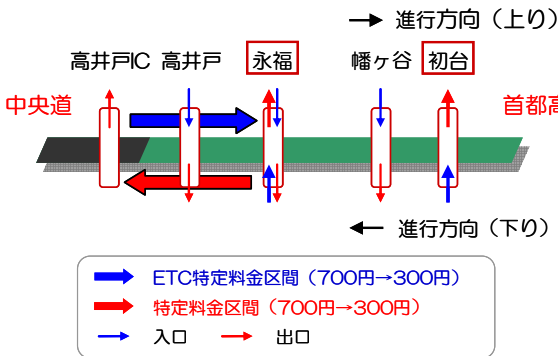 進行方向（上り）
高井戸IC 高井戸 永福 幡ヶ谷 初台
中央道 首都高
進行方向（下り）
ETC特定料金区間（700円→300円）
特定料金区間（700円→300円）
入口 出口